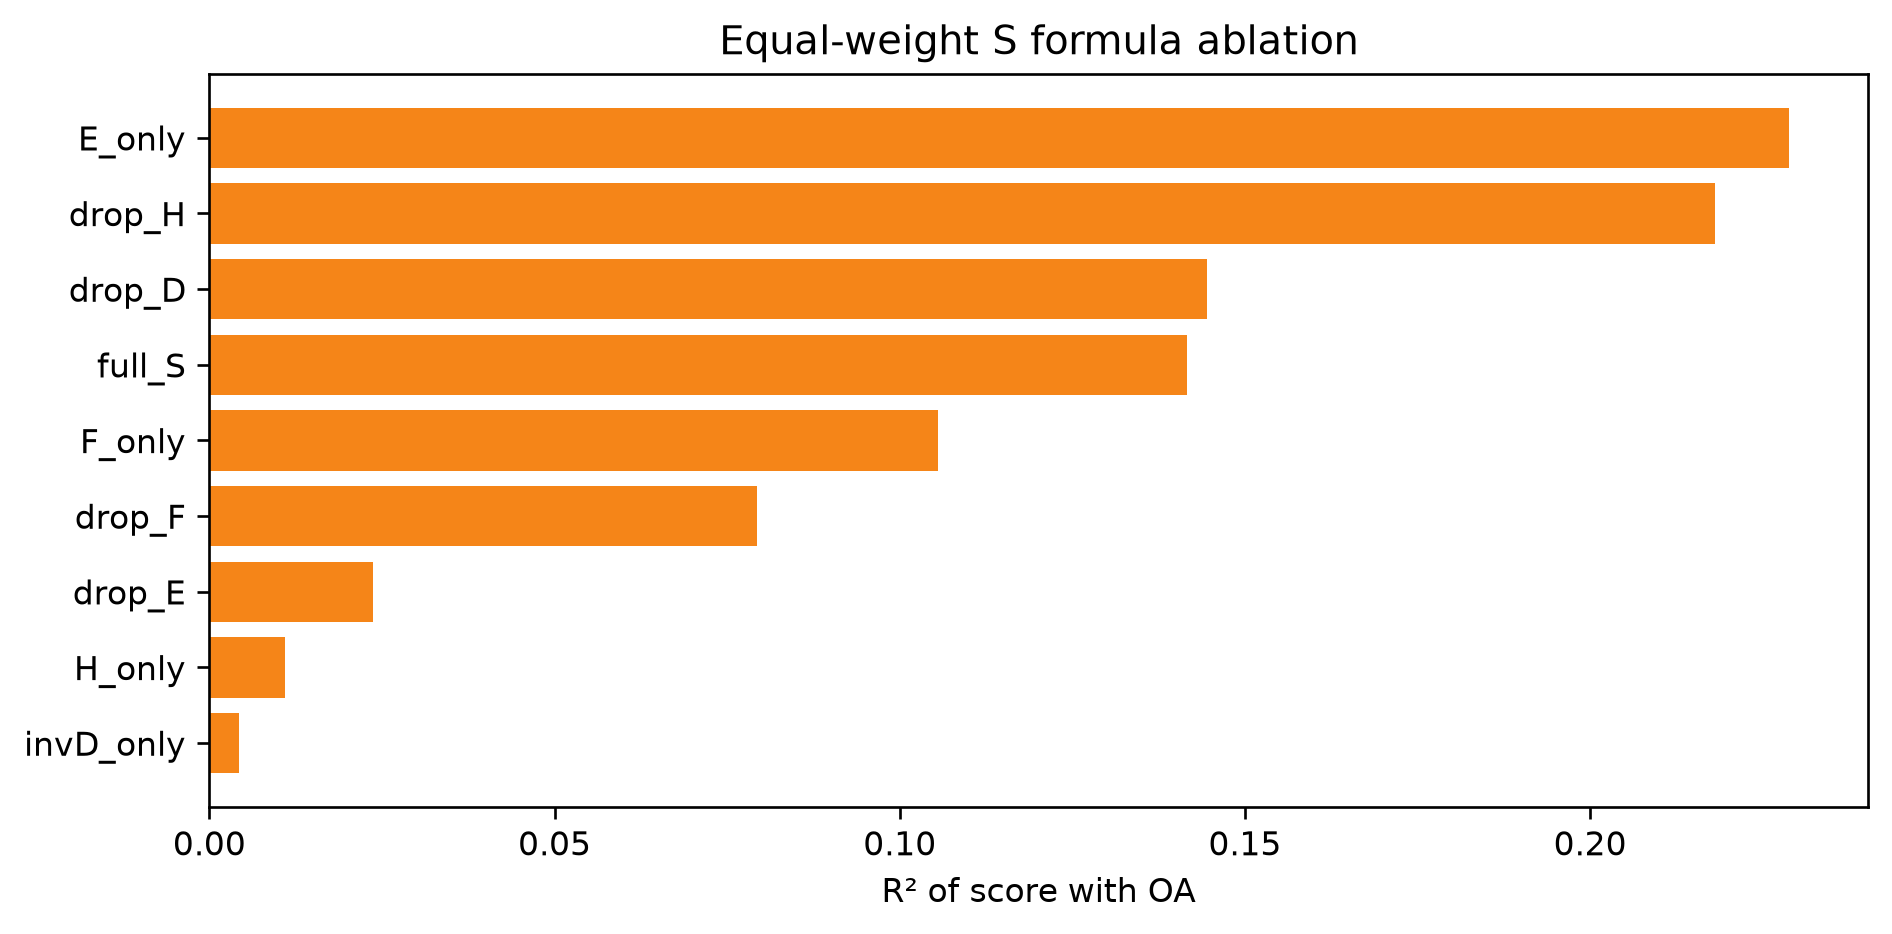 Equal-weight S formula ablation
E_only
drop_H
drop_D
full_S
F_only
drop_F
drop_E
H_only
invD_only
0.00 0.05 0.10 0.15 0.20
R² of score with OA